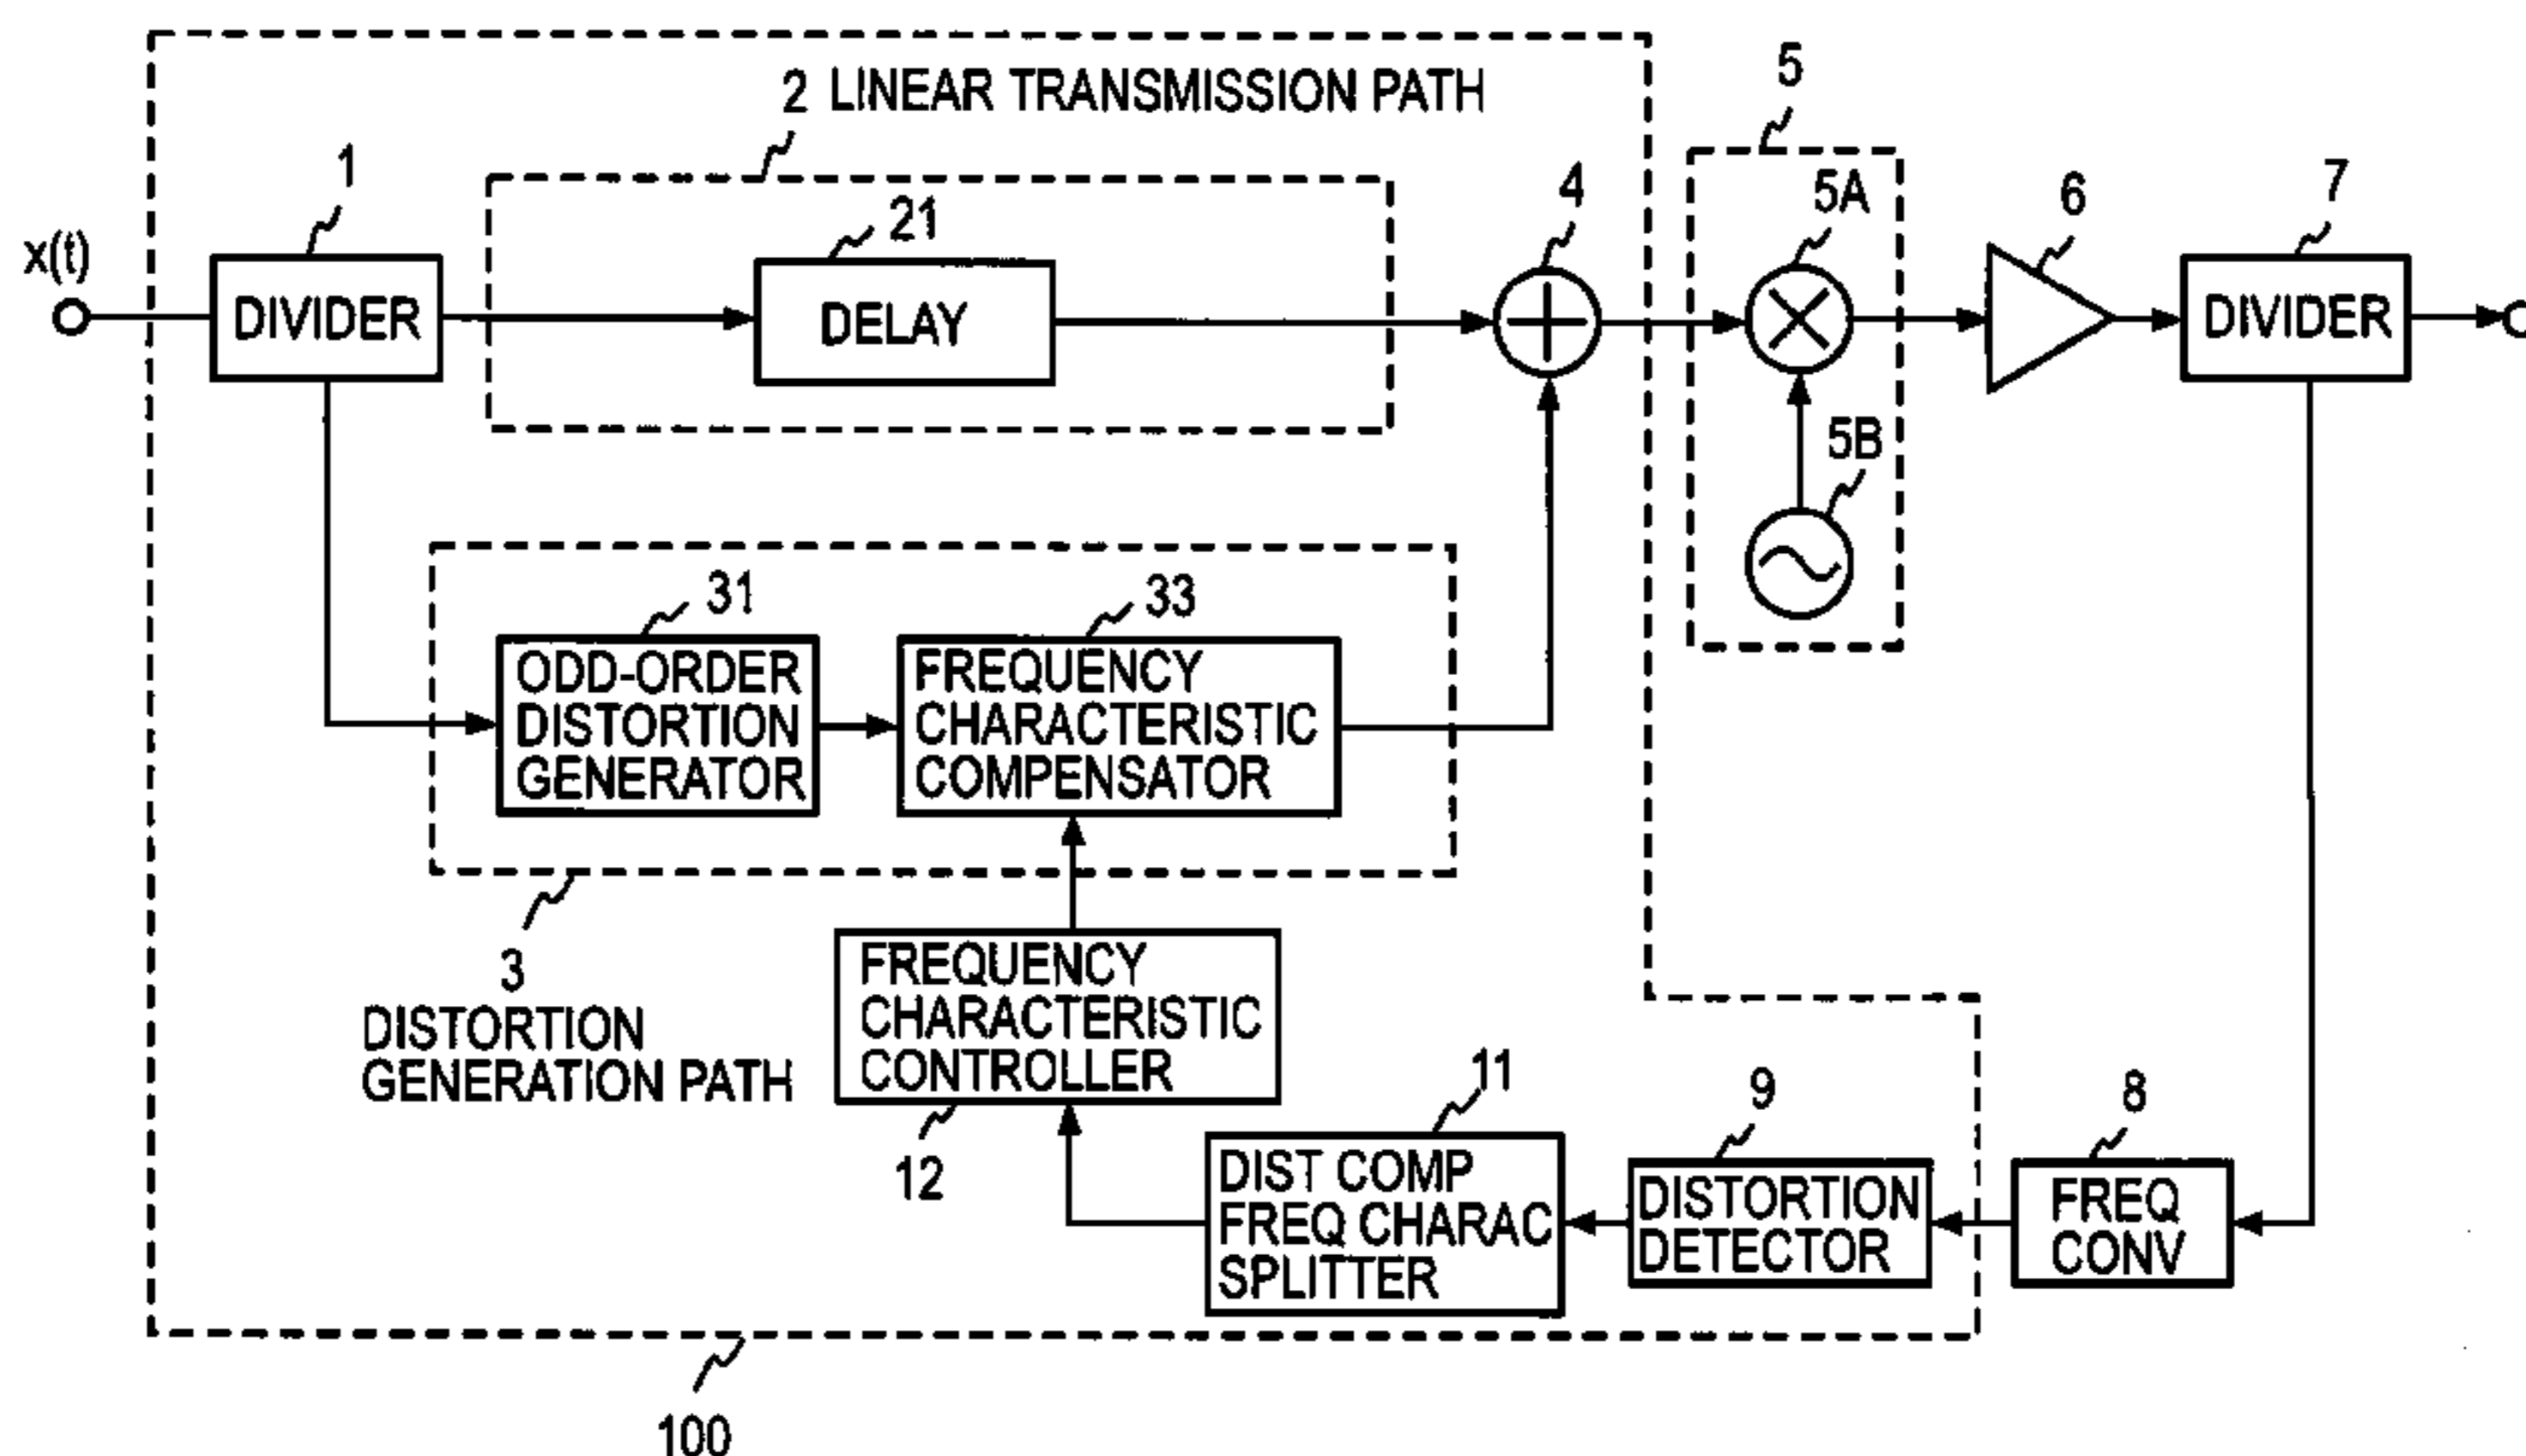 2 LINEAR TRANSMISSION PATH
5
1
21
4
5A
6
7
x(t)
DIVIDER
DELAY
DIVIDER
5B
31
33
ODD-ORDER
DISTORTION
GENERATOR
FREQUENCY
CHARACTERISTIC
COMPENSATOR
3
DISTORTION
GENERATION PATH
FREQUENCY
CHARACTERISTIC
CONTROLLER
12
11
DIST COMP
FREQ CHARAC
SPLITTER
9
DISTORTION
DETECTOR
8
FREQ
CONV
100